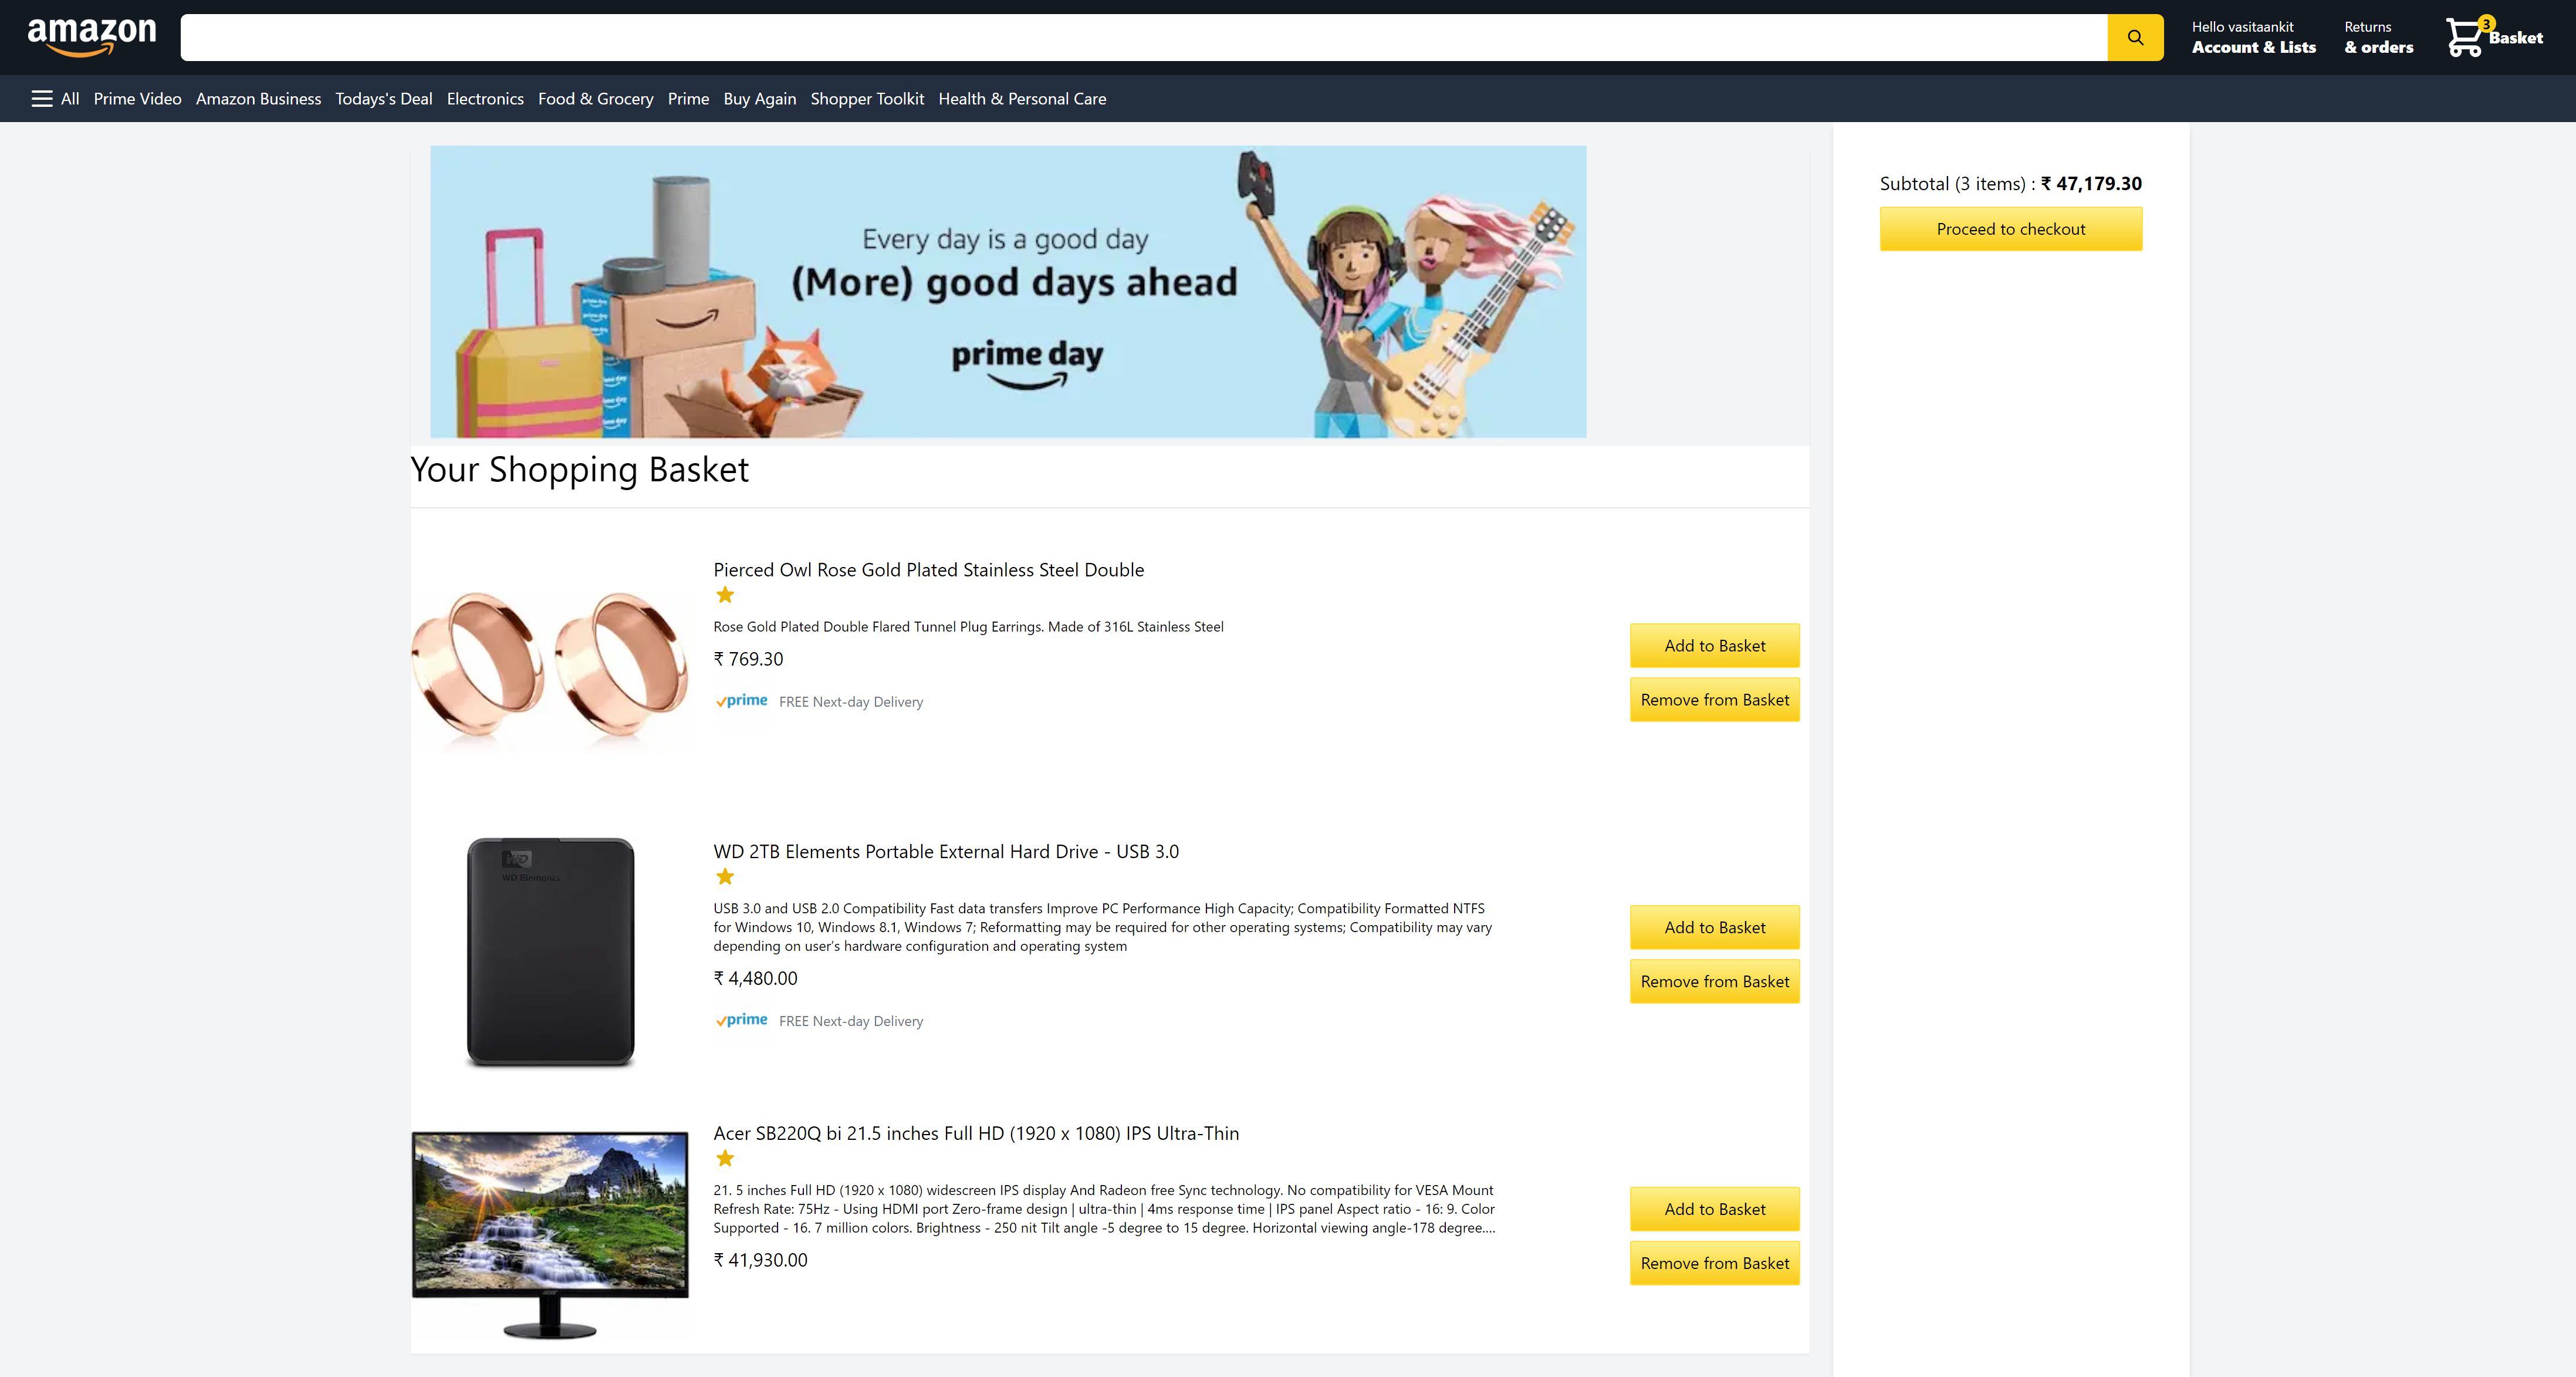 amazon
Hello vasitaankit
Account & Lists
Returns
& orders
3
Basket
All Prime Video Amazon Business Todays's Deal Electronics Food & Grocery Prime Buy Again Shopper Toolkit Health & Personal Care
Every day is a good day
(More) good days ahead
prime day
Subtotal (3 items) : ₹ 47,179.30
Proceed to checkout
Your Shopping Basket
Pierced Owl Rose Gold Plated Stainless Steel Double
Rose Gold Plated Double Flared Tunnel Plug Earrings. Made of 316L Stainless Steel
₹ 769.30
prime FREE Next-day Delivery
Add to Basket
Remove from Basket
WD
WD Elements
WD 2TB Elements Portable External Hard Drive - USB 3.0
USB 3.0 and USB 2.0 Compatibility Fast data transfers Improve PC Performance High Capacity; Compatibility Formatted NTFS
for Windows 10, Windows 8.1, Windows 7; Reformatting may be required for other operating systems; Compatibility may vary
depending on user's hardware configuration and operating system
₹ 4,480.00
prime FREE Next-day Delivery
Add to Basket
Remove from Basket
Acer SB220Q bi 21.5 inches Full HD (1920 x 1080) IPS Ultra-Thin
21. 5 inches Full HD (1920 x 1080) widescreen IPS display And Radeon free Sync technology. No compatibility for VESA Mount
Refresh Rate: 75Hz - Using HDMI port Zero-frame design | ultra-thin | 4ms response time | IPS panel Aspect ratio - 16: 9. Color
Supported - 16. 7 million colors. Brightness - 250 nit Tilt angle -5 degree to 15 degree. Horizontal viewing angle-178 degree....
₹ 41,930.00
Add to Basket
Remove from Basket